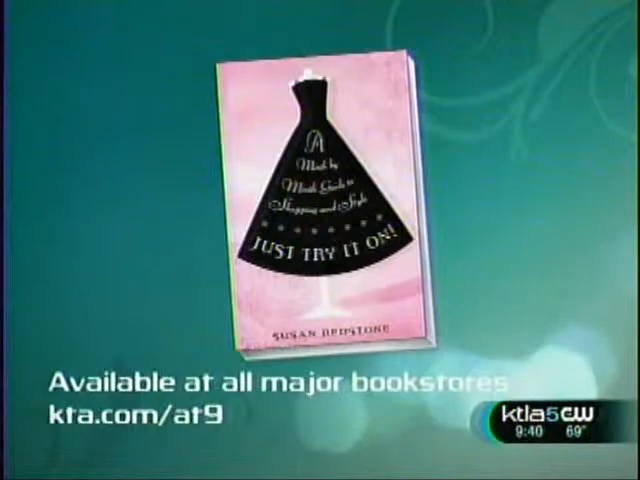 A
Month by
Month Guide to
Shopping and Style
JUST TRY IT ON!
SUSAN REDSTONE
Available at all major bookstores
kta.com/at9
ktla5CW
9:40 69°